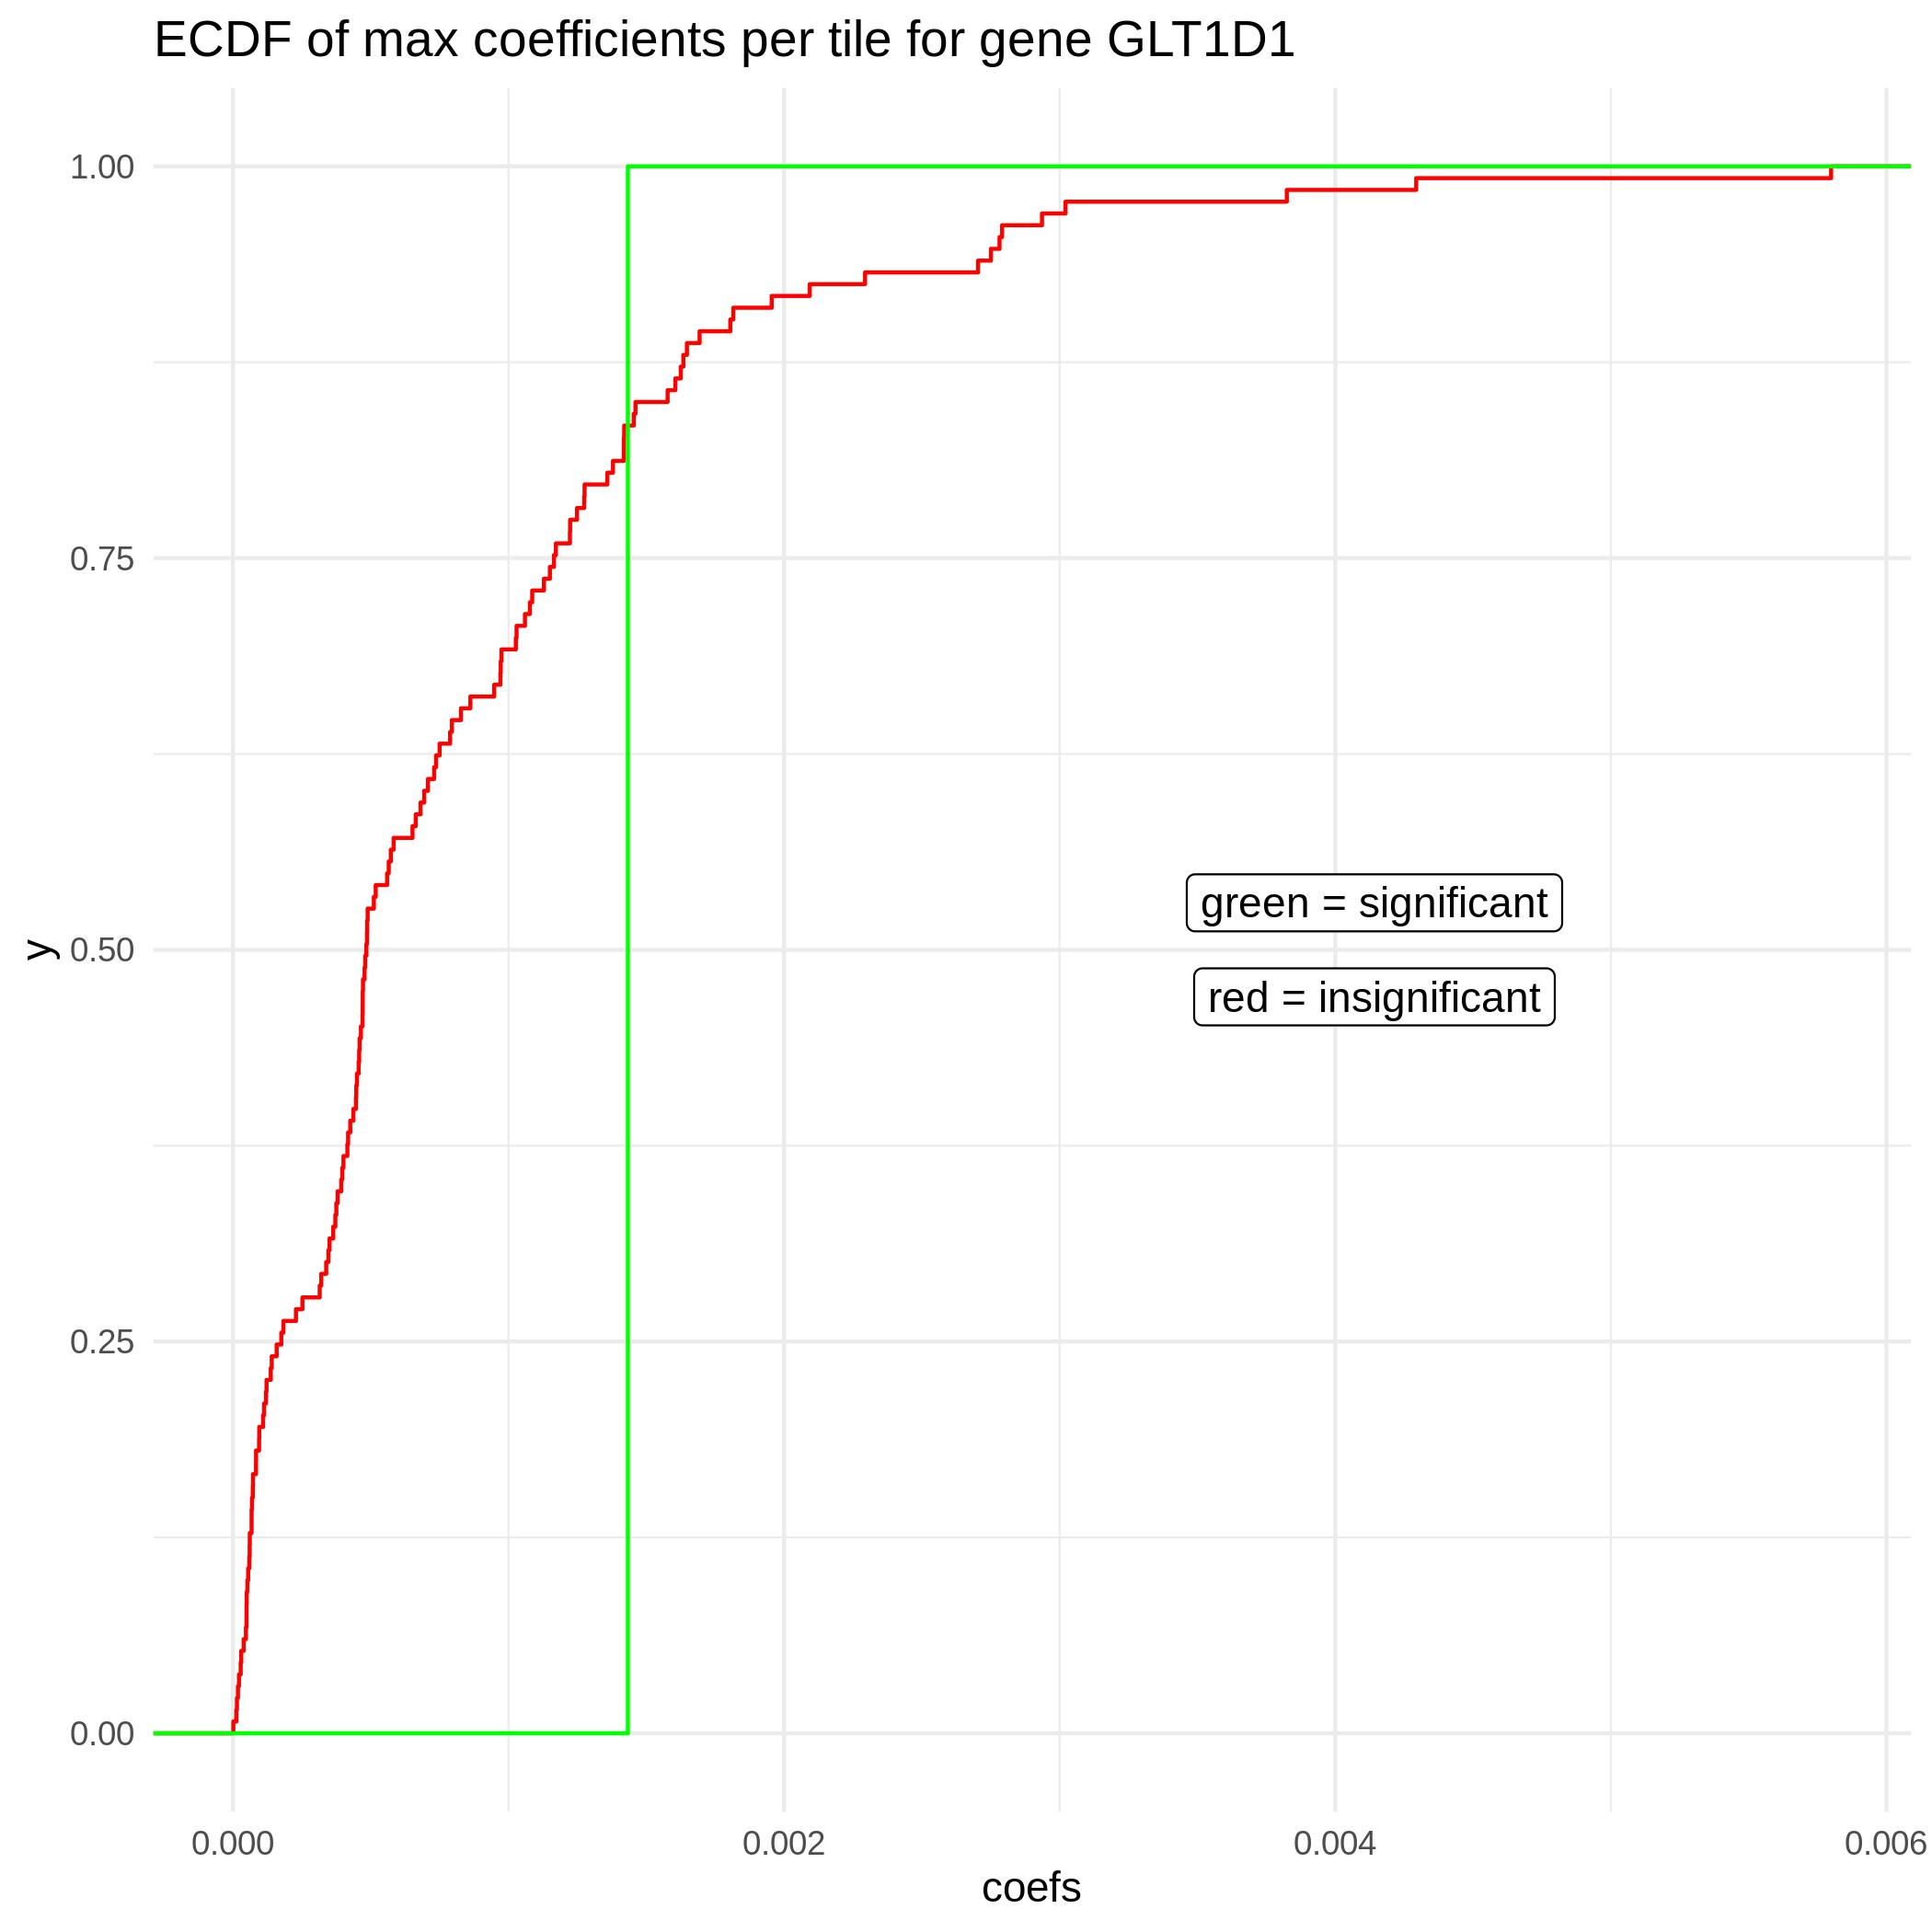 ECDF of max coefficients per tile for gene GLT1D1
1.00
0.75
0.50
0.25
0.00
y
green = significant
red = insignificant
0.000 0.002 0.004 0.006
coefs